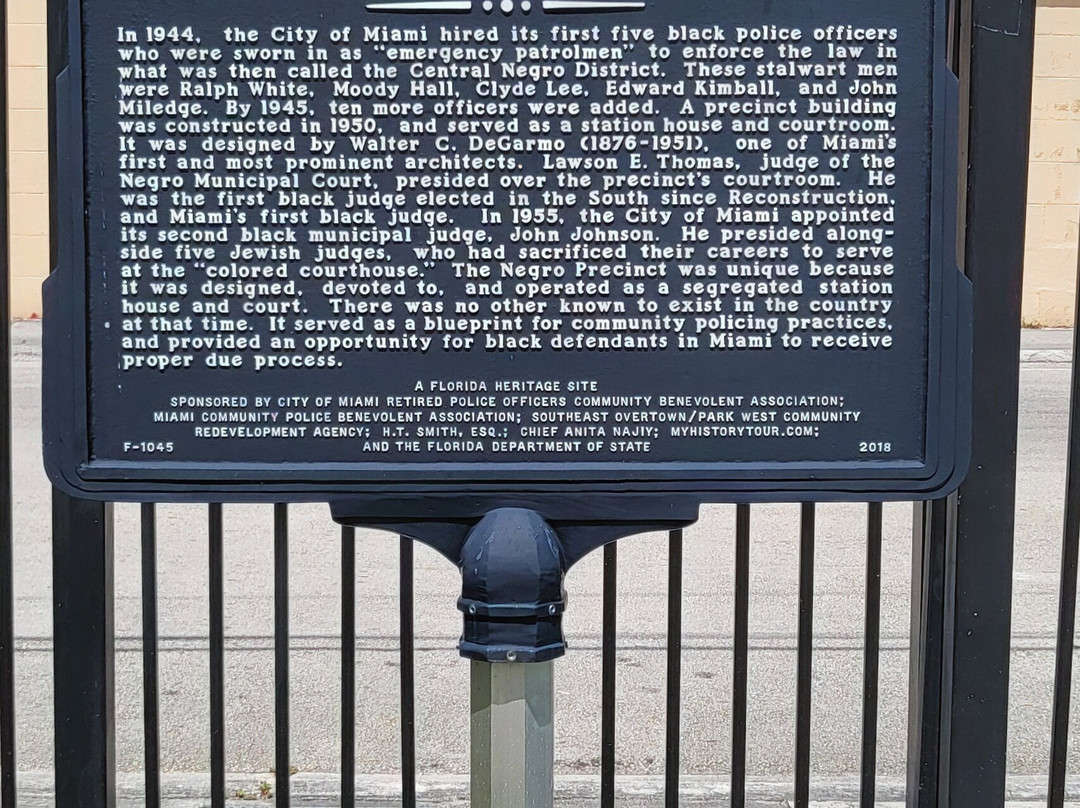 In 1944, the City of Miami hired its first five black police officers
who were sworn in as “emergency patrolmen” to enforce the law in
what was then called the Central Negro District. These stalwart men
were Ralph White, Moody Hall, Clyde Lee, Edward Kimball, and John
Miledge. By 1945, ten more officers were added. A precinct building
was constructed in 1950, and served as a station house and courtroom.
It was designed by Walter C. DeGarmo (1876-1951), one of Miami's
first and most prominent architects. Lawson E. Thomas, judge of the
Negro Municipal Court, presided over the precinct's courtroom. He
was the first black judge elected in the South since Reconstruction,
and Miami's first black judge. In 1955, the City of Miami appointed
its second black municipal judge, John Johnson. He presided along-
side five Jewish judges, who had sacrificed their careers to serve
at the “colored courthouse.” The Negro Precinct was unique because
it was designed, devoted to, and operated as a segregated station
house and court. There was no other known to exist in the country
at that time. It served as a blueprint for community policing practices,
and provided an opportunity for black defendants in Miami to receive
proper due process.
A FLORIDA HERITAGE SITE
SPONSORED BY CITY OF MIAMI RETIRED POLICE OFFICERS COMMUNITY BENEVOLENT ASSOCIATION;
MIAMI COMMUNITY POLICE BENEVOLENT ASSOCIATION; SOUTHEAST OVERTOWN/PARK WEST COMMUNITY
REDEVELOPMENT AGENCY; H.T. SMITH, ESQ.; CHIEF ANITA NAJIY; MYHISTORYTOUR.COM;
F-1045 AND THE FLORIDA DEPARTMENT OF STATE 2018